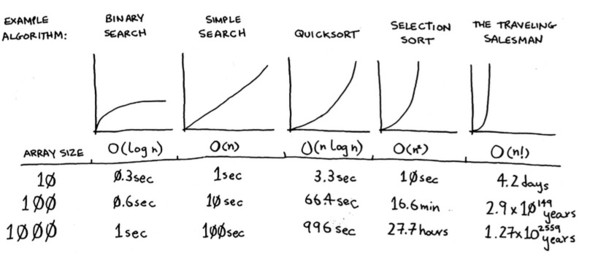 EXAMPLE ALGORITHM: BINARY SEARCH SIMPLE SEARCH QUICKSORT SELECTION SORT THE TRAVELING SALESMAN
ARRAY SIZE O(log n) O(n) O(n log n) O(n²) O(n!)
10 0.3sec 1sec 3.3sec 10sec 4.2 days
100 0.6sec 10sec 66.4sec 16.6min 2.9x10¹⁴⁹ years
1000 1sec 100sec 996sec 27.7hours 1.27x10²⁵⁵⁹ years